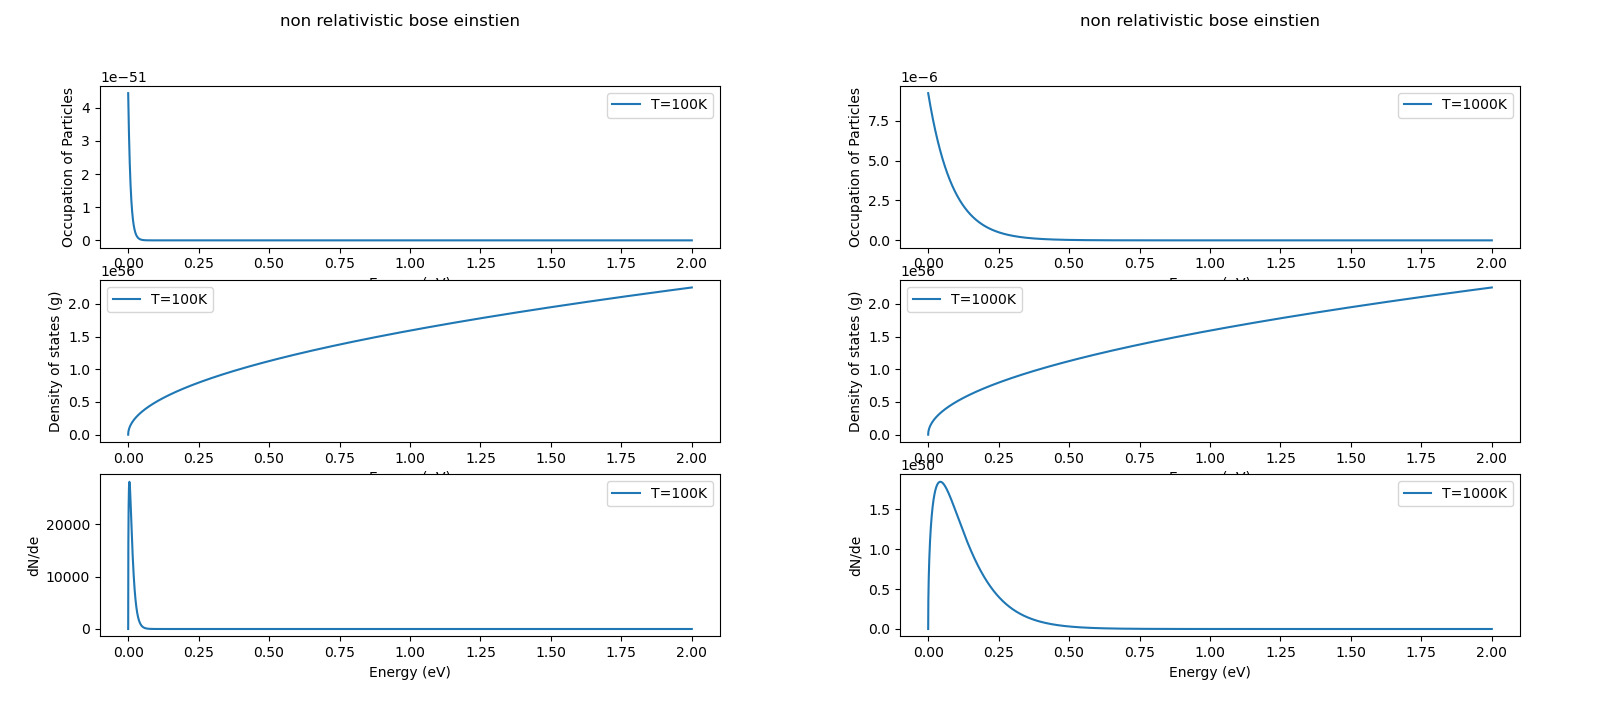 non relativistic bose einstien
1e−51
Occupation of Particles
4
3
2
1
0
T=100K
0.00 0.25 0.50 0.75 1.00 1.25 1.50 1.75 2.00
Energy (eV)
1e56
Density of states (g)
2.0
1.5
1.0
0.5
0.0
T=100K
0.00 0.25 0.50 0.75 1.00 1.25 1.50 1.75 2.00
Energy (eV)
dN/de
20000
10000
0
T=100K
0.00 0.25 0.50 0.75 1.00 1.25 1.50 1.75 2.00
Energy (eV)
non relativistic bose einstien
1e−6
Occupation of Particles
7.5
5.0
2.5
0.0
T=1000K
0.00 0.25 0.50 0.75 1.00 1.25 1.50 1.75 2.00
Energy (eV)
1e56
Density of states (g)
2.0
1.5
1.0
0.5
0.0
T=1000K
0.00 0.25 0.50 0.75 1.00 1.25 1.50 1.75 2.00
Energy (eV)
1e50
dN/de
1.5
1.0
0.5
0.0
T=1000K
0.00 0.25 0.50 0.75 1.00 1.25 1.50 1.75 2.00
Energy (eV)